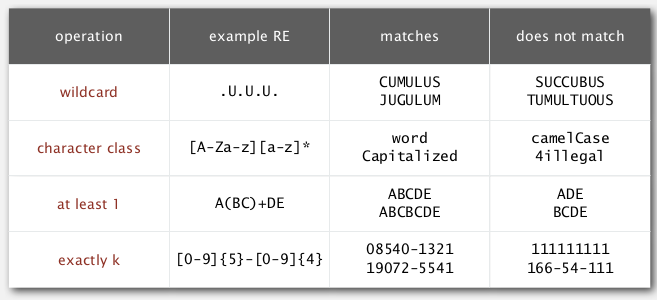 operation example RE matches does not match
wildcard .U.U.U. CUMULUS SUCCUBUS
JUGULUM TUMULTUOUS
character class [A-Za-z][a-z]* word camelCase
Capitalized 4illegal
at least 1 A(BC)+DE ABCDE ADE
ABCBCDE BCDE
exactly k [0-9]{5}-[0-9]{4} 08540-1321 111111111
19072-5541 166-54-111